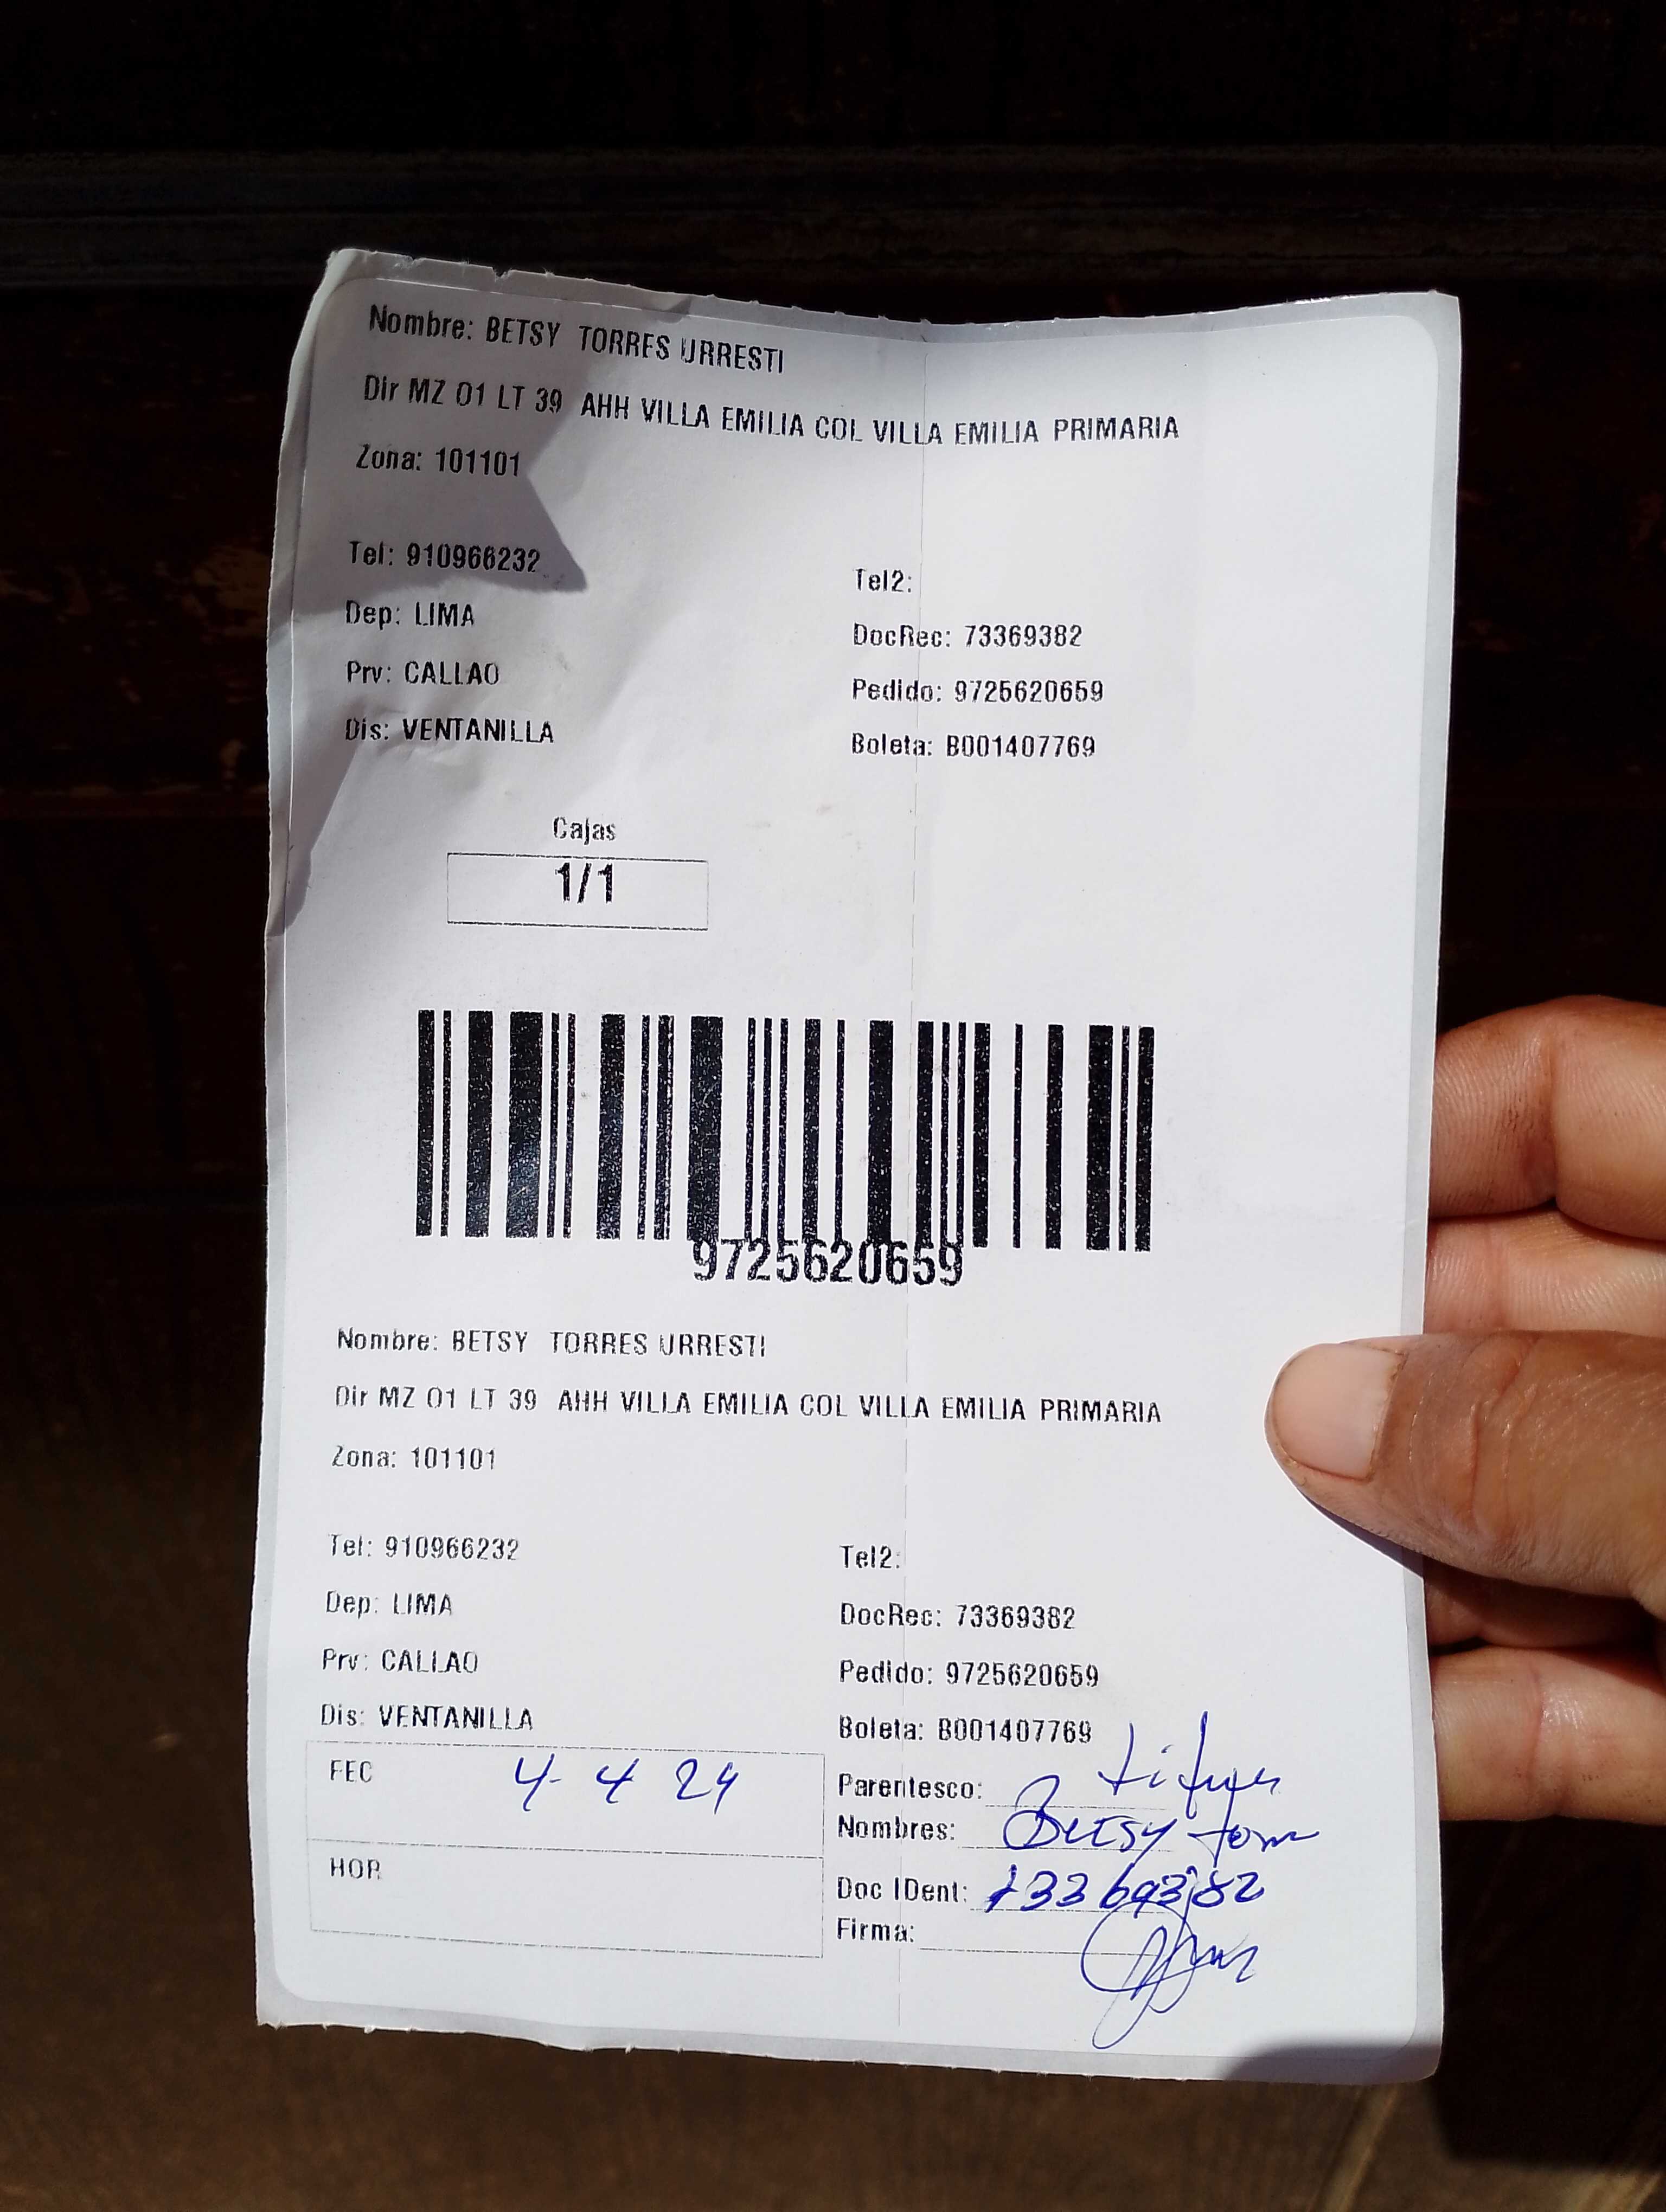 Nombre: BETSY TORRES URRESTI
Dir MZ O1 LT 39 AHH VILLA EMILIA COL VILLA EMILIA PRIMARIA
Zona: 101101
Tel: 910966232
Tel2:
Dep: LIMA
DocRec: 73369382
Prv: CALLAO
Pedido: 9725620659
Dis: VENTANILLA
Boleta: B001407769
Cajas
1/1
9725620659
Nombre: BETSY TORRES URRESTI
Dir MZ O1 LT 39 AHH VILLA EMILIA COL VILLA EMILIA PRIMARIA
Zona: 101101
Tel: 910966232
Tel2:
Dep: LIMA
DocRec: 73369382
Prv: CALLAO
Pedido: 9725620659
Dis: VENTANILLA
Boleta: B001407769
FEC 4-4 24
Parentesco:
Nombres: BETSY Torres
HOR
Doc IDent: 73369382
Firma: